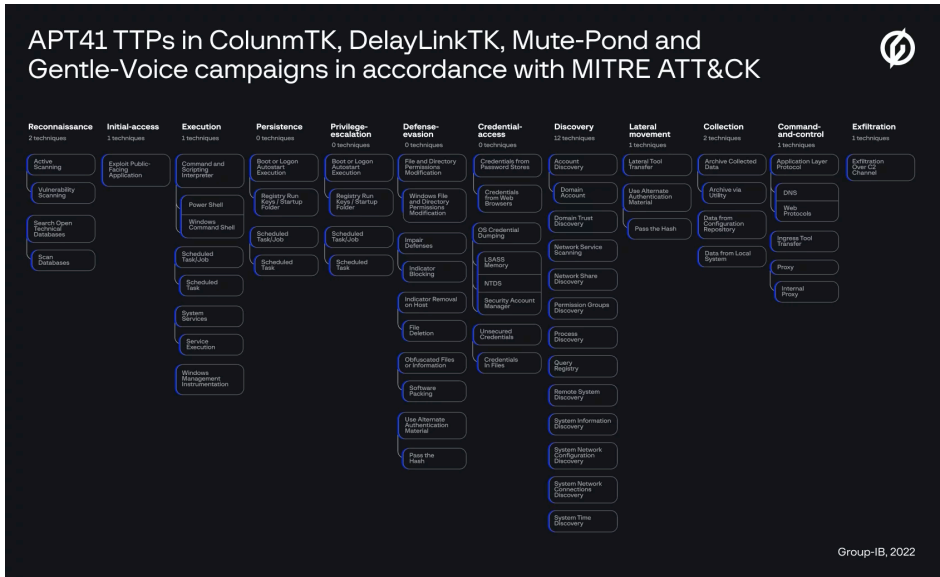 APT41 TTPs in ColunmTK, DelayLinkTK, Mute-Pond and
Gentle-Voice campaigns in accordance with MITRE ATT&CK
Reconnaissance
2 techniques
Active
Scanning
Vulnerability
Scanning
Search Open
Technical
Databases
Scan
Databases
Initial-access
1 techniques
Exploit Public-
Facing
Application
Execution
1 techniques
Command and
Scripting
Interpreter
Power Shell
Windows
Command Shell
Scheduled
Task/Job
Scheduled
Task
System
Services
Service
Execution
Windows
Management
Instrumentation
Persistence
0 techniques
Boot or Logon
Autostart
Execution
Registry Run
Keys / Startup
Folder
Scheduled
Task/Job
Scheduled
Task
Privilege-
escalation
0 techniques
Boot or Logon
Autostart
Execution
Registry Run
Keys / Startup
Folder
Scheduled
Task/Job
Scheduled
Task
Defense-
evasion
0 techniques
File and Directory
Permissions
Modification
Windows File
and Directory
Permissions
Modification
Impair
Defenses
Indicator
Blocking
Indicator Removal
on Host
File
Deletion
Obfuscated Files
or Information
Software
Packing
Use Alternate
Authentication
Material
Pass the
Hash
Credential-
access
0 techniques
Credentials from
Password Stores
Credentials
from Web
Browsers
OS Credential
Dumping
LSASS
Memory
NTDS
Security Account
Manager
Unsecured
Credentials
Credentials
In Files
Discovery
12 techniques
Account
Discovery
Domain
Account
Domain Trust
Discovery
Network Service
Scanning
Network Share
Discovery
Permission Groups
Discovery
Process
Discovery
Query
Registry
Remote System
Discovery
System Information
Discovery
System Network
Configuration
Discovery
System Network
Connections
Discovery
System Time
Discovery
Lateral
movement
1 techniques
Lateral Tool
Transfer
Use Alternate
Authentication
Material
Pass the Hash
Collection
2 techniques
Archive Collected
Data
Archive via
Utility
Data from
Configuration
Repository
Data from Local
System
Command-
and-control
1 techniques
Application Layer
Protocol
DNS
Web
Protocols
Ingress Tool
Transfer
Proxy
Internal
Proxy
Exfiltration
1 techniques
Exfiltration
Over C2
Channel
Group-IB, 2022